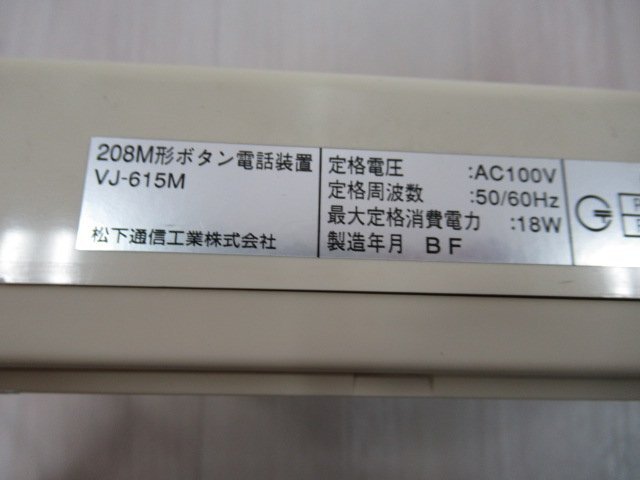 208M形ボタン電話装置
VJ-615M
松下通信工業株式会社
定格電圧 :AC100V
定格周波数 :50/60Hz
最大定格消費電力 :18W
製造年月 BF